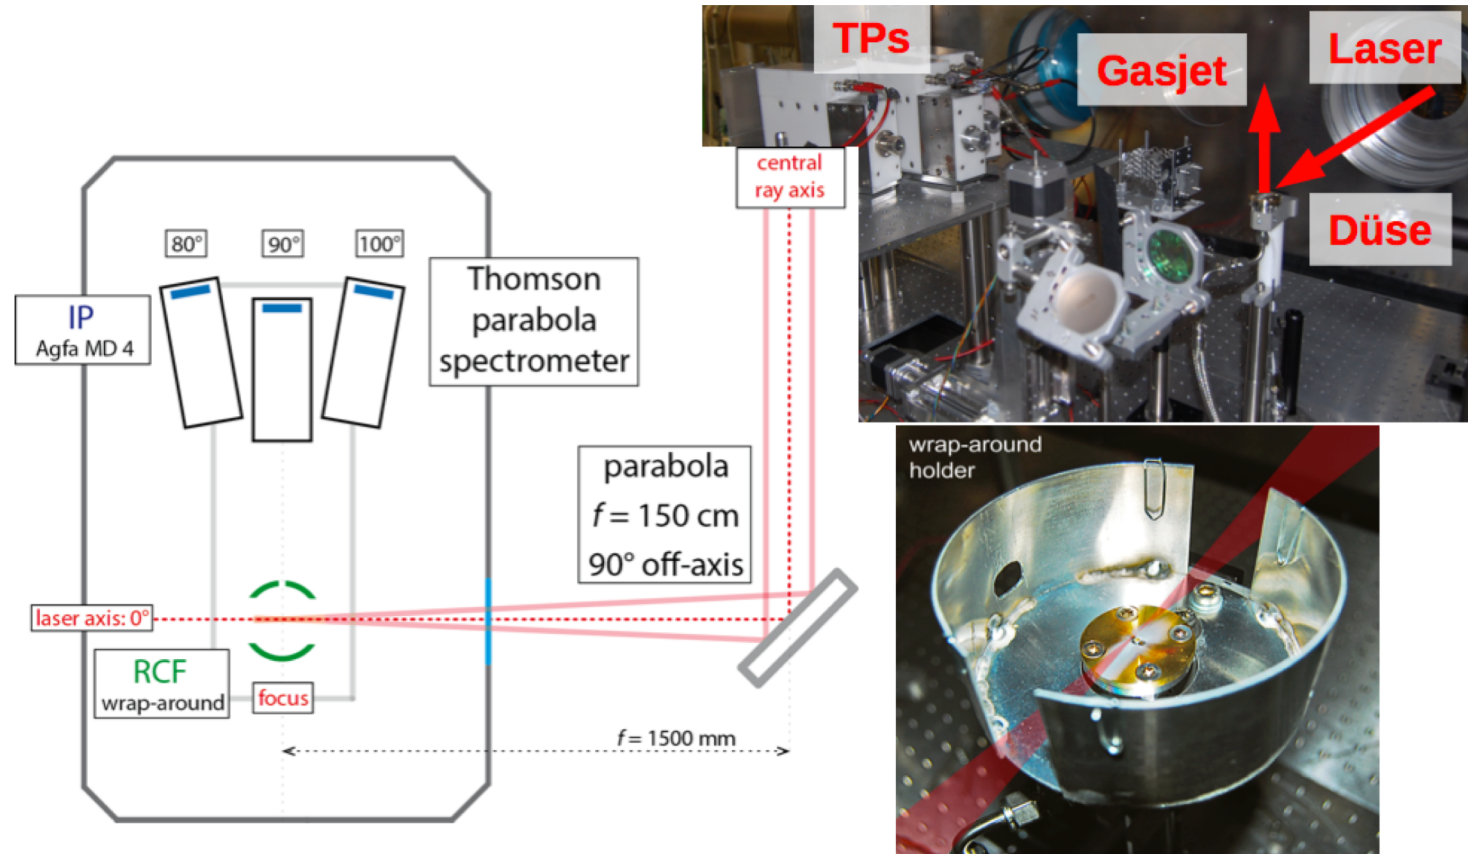 TPs
Gasjet
Laser
Düse
central
ray axis
80°
90°
100°
IP
Agfa MD 4
Thomson
parabola
spectrometer
parabola
f = 150 cm
90° off-axis
laser axis: 0°
RCF
wrap-around
focus
f = 1500 mm
wrap-around
holder